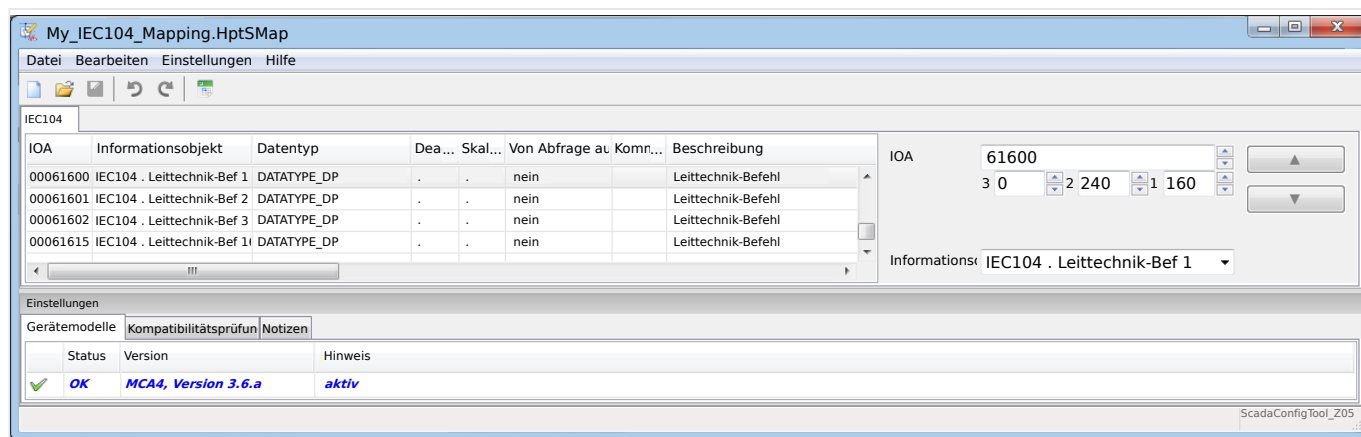 My_IEC104_Mapping.HptSMap
Datei Bearbeiten Einstellungen Hilfe
IEC104
IOA Informationsobjekt Datentyp Dea... Skal... Von Abfrage au Komr... Beschreibung
00061600 IEC104 . Leittechnik-Bef 1 DATATYPE_DP . . nein Leittechnik-Befehl
00061601 IEC104 . Leittechnik-Bef 2 DATATYPE_DP . . nein Leittechnik-Befehl
00061602 IEC104 . Leittechnik-Bef 3 DATATYPE_DP . . nein Leittechnik-Befehl
00061615 IEC104 . Leittechnik-Bef 1 DATATYPE_DP . . nein Leittechnik-Befehl
IOA 61600
3 0 2 240 1 160
Informations IEC104 . Leittechnik-Bef 1
Einstellungen
Gerätemodelle Kompatibilitätsprüfun Notizen
Status Version Hinweis
OK MCA4, Version 3.6.a aktiv
ScadaConfigTool_Z05